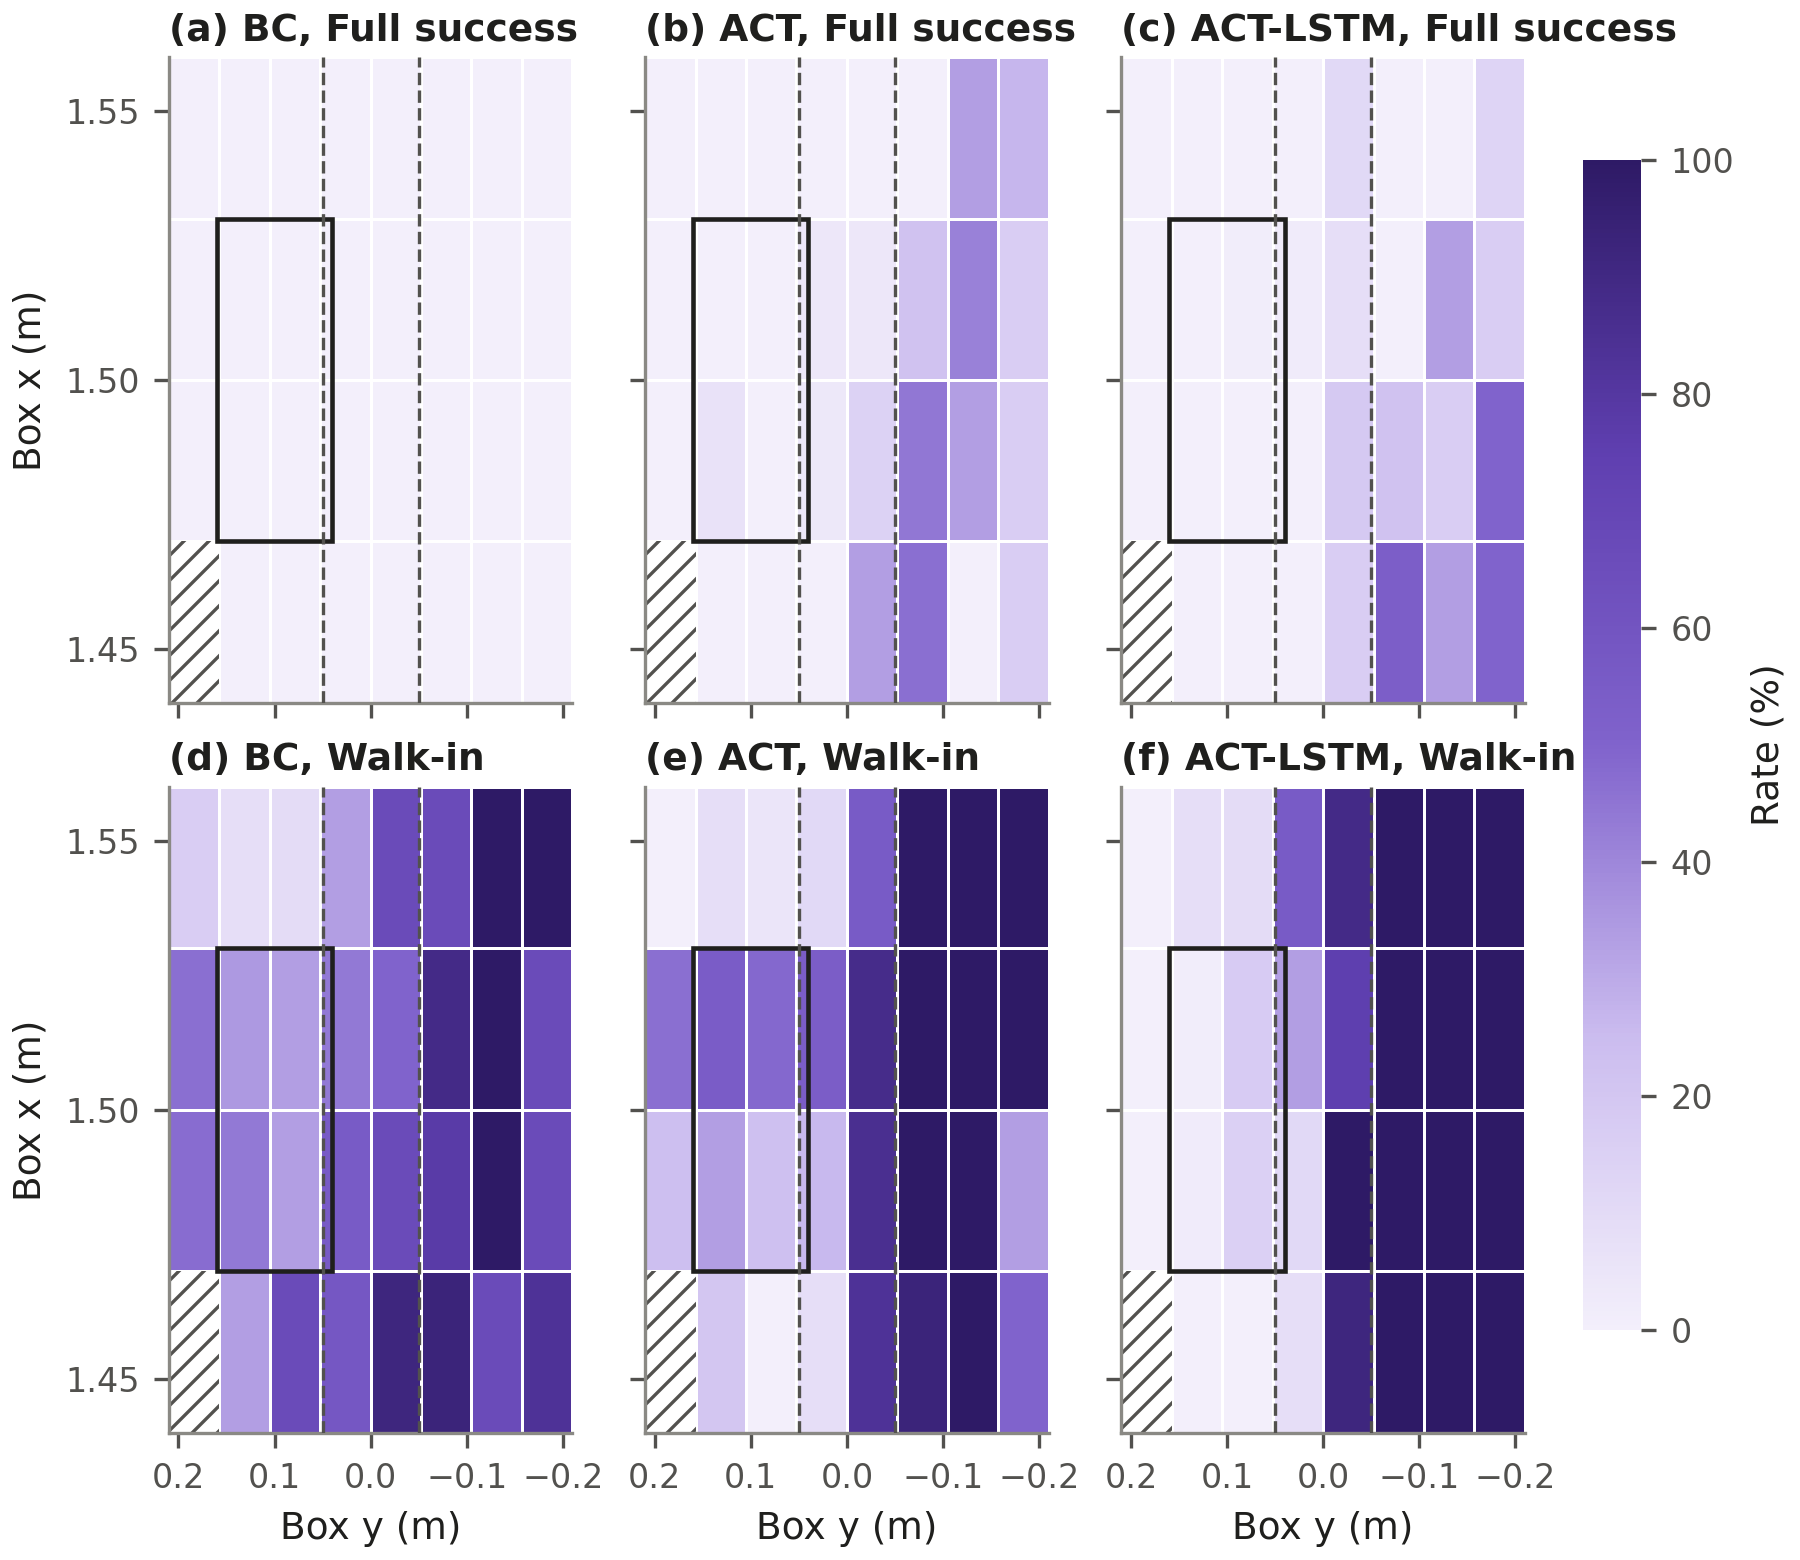 (a) BC, Full success
(b) ACT, Full success
(c) ACT-LSTM, Full success
1.55
1.50
1.45
Box x (m)
100
80
60
40
20
0
Rate (%)
(d) BC, Walk-in
(e) ACT, Walk-in
(f) ACT-LSTM, Walk-in
1.55
1.50
1.45
Box x (m)
0.2 0.1 0.0 −0.1 −0.2
0.2 0.1 0.0 −0.1 −0.2
0.2 0.1 0.0 −0.1 −0.2
Box y (m)
Box y (m)
Box y (m)